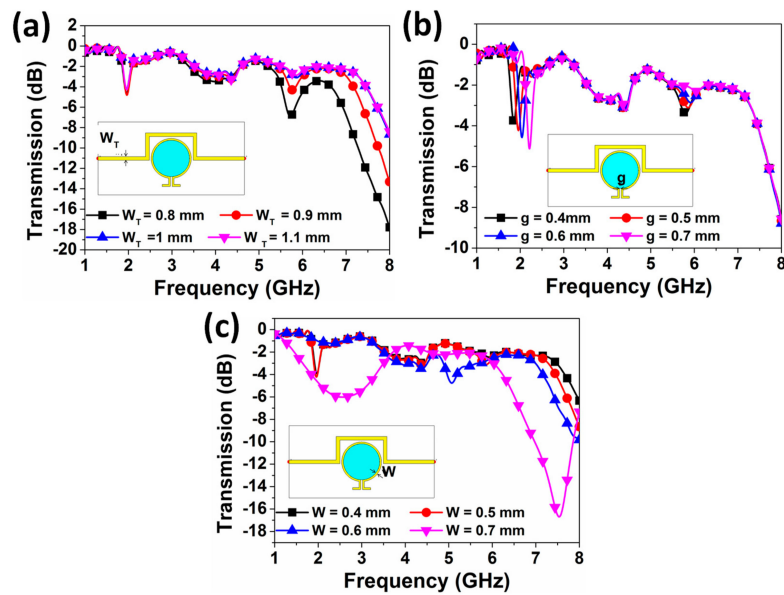 (a)
Transmission (dB)
2
0
-2
-4
-6
-8
-10
-12
-14
-16
-18
-20
W_T
W_T = 0.8 mm
W_T = 0.9 mm
W_T =1 mm
W_T = 1.1 mm
1 2 3 4 5 6 7 8
Frequency (GHz)
(b)
Transmission (dB)
0
-2
-4
-6
-8
-10
g
g = 0.4mm
g = 0.5 mm
g = 0.6 mm
g = 0.7 mm
1 2 3 4 5 6 7 8
Frequency (GHz)
(c)
Transmission (dB)
0
-2
-4
-6
-8
-10
-12
-14
-16
-18
W
W = 0.4 mm
W = 0.5 mm
W = 0.6 mm
W = 0.7 mm
1 2 3 4 5 6 7 8
Frequency (GHz)